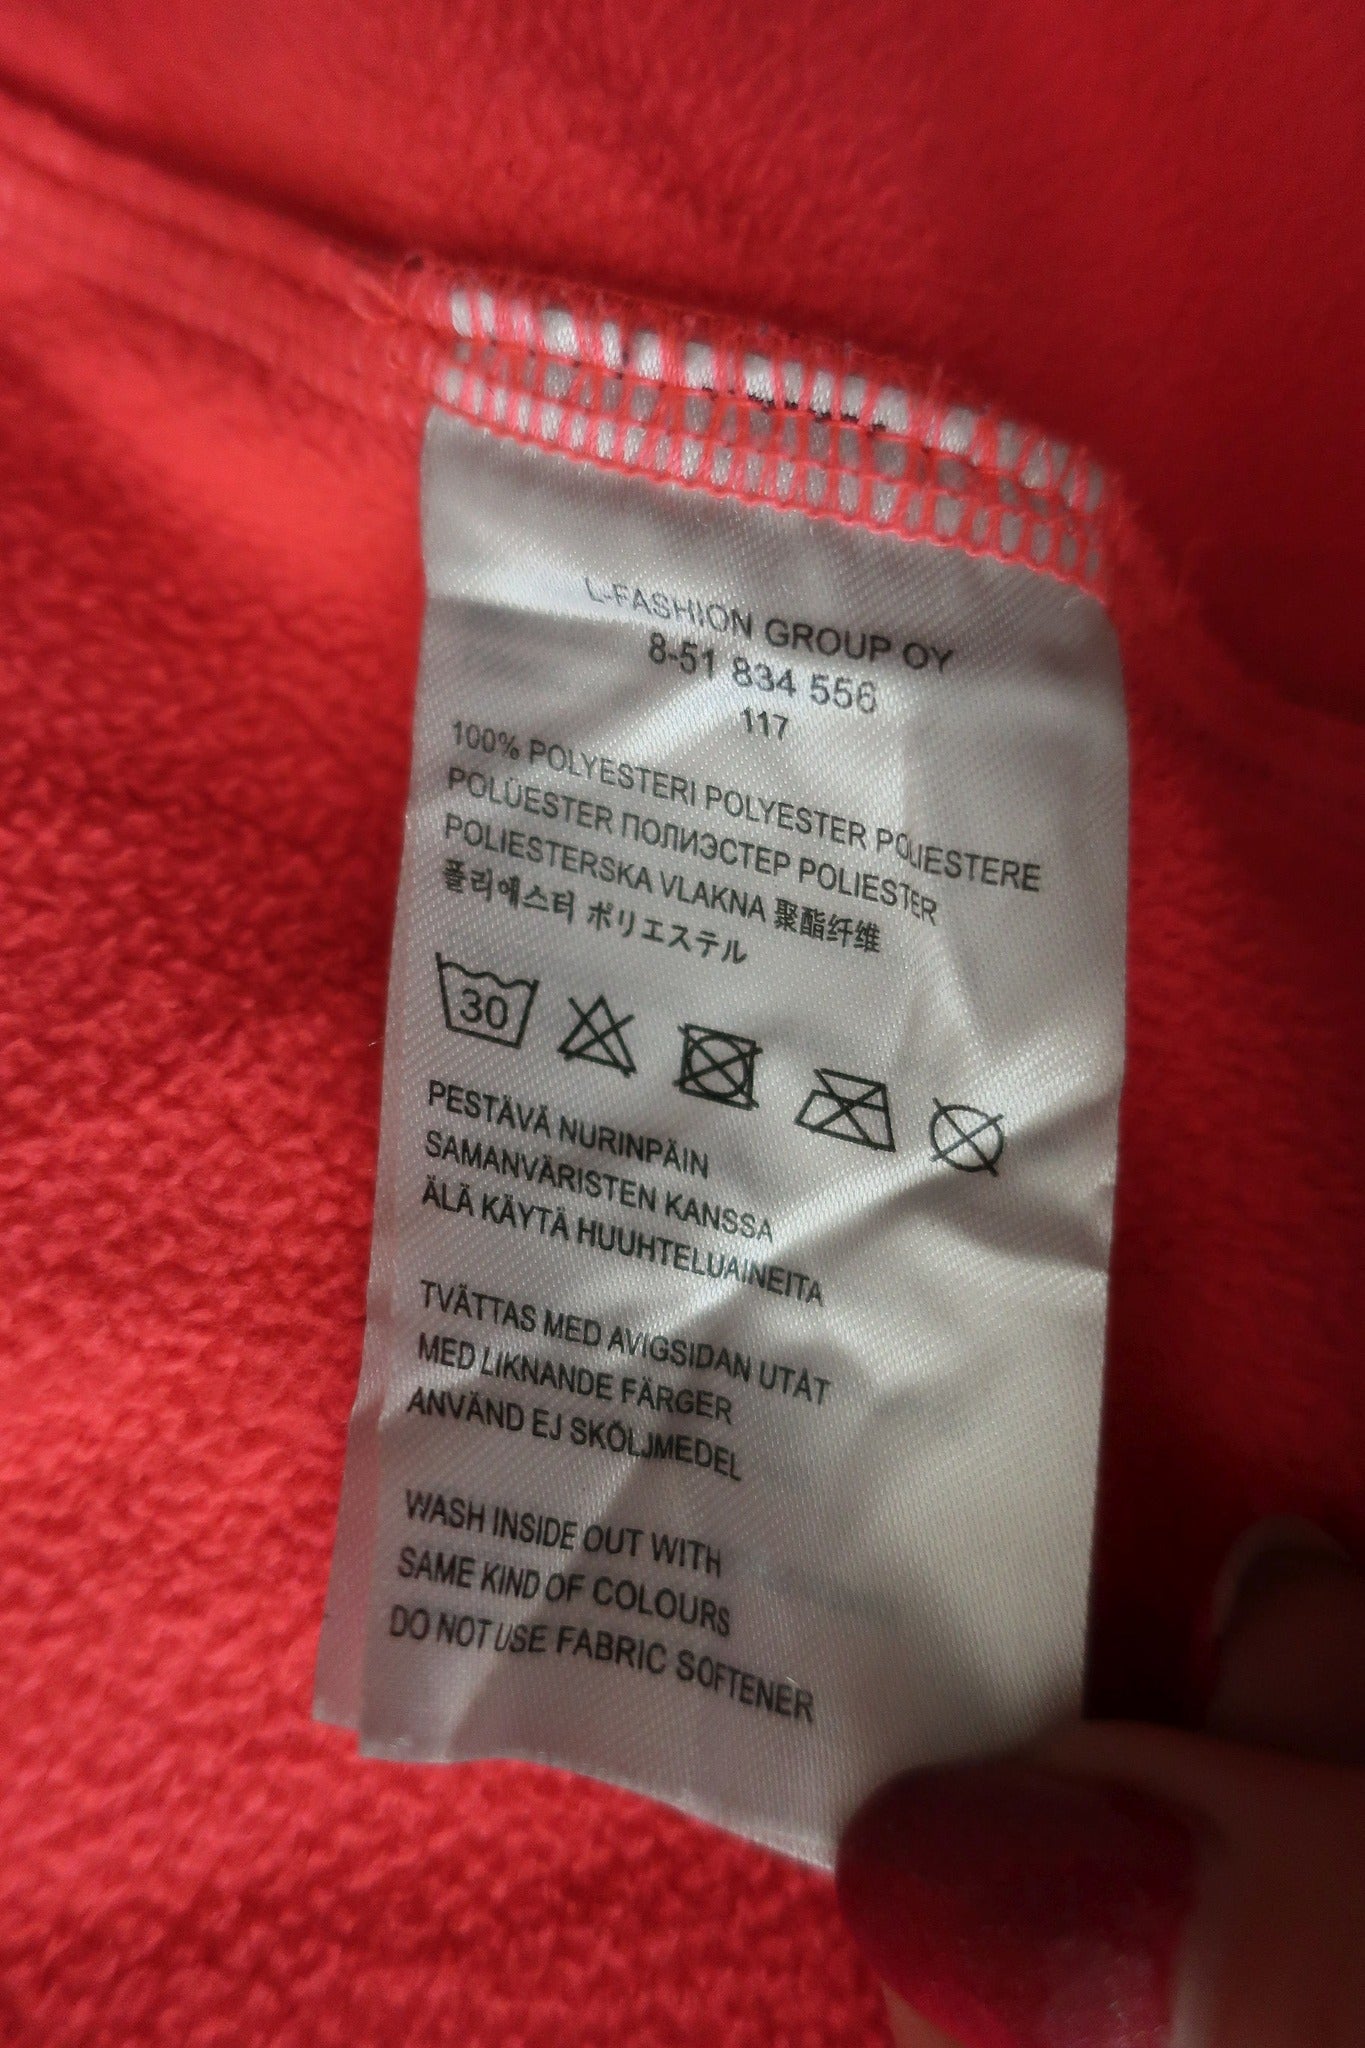 L-FASHION GROUP OY
8-51 834 556
117
100% POLYESTERI POLYESTER POLIESTERE
POLÜESTER ПОЛИЭСТЕР POLIESTER
POLIESTERSKA VLAKNA 聚酯纤维
폴리에스터 ポリエステル
30
PESTÄVÄ NURINPÄIN
SAMANVÄRISTEN KANSSA
ÄLÄ KÄYTÄ HUUHTELUAINEITA
TVÄTTAS MED AVIGSIDAN UTÅT
MED LIKNANDE FÄRGER
ANVÄND EJ SKÖLJMEDEL
WASH INSIDE OUT WITH
SAME KIND OF COLOURS
DO NOT USE FABRIC SOFTENER